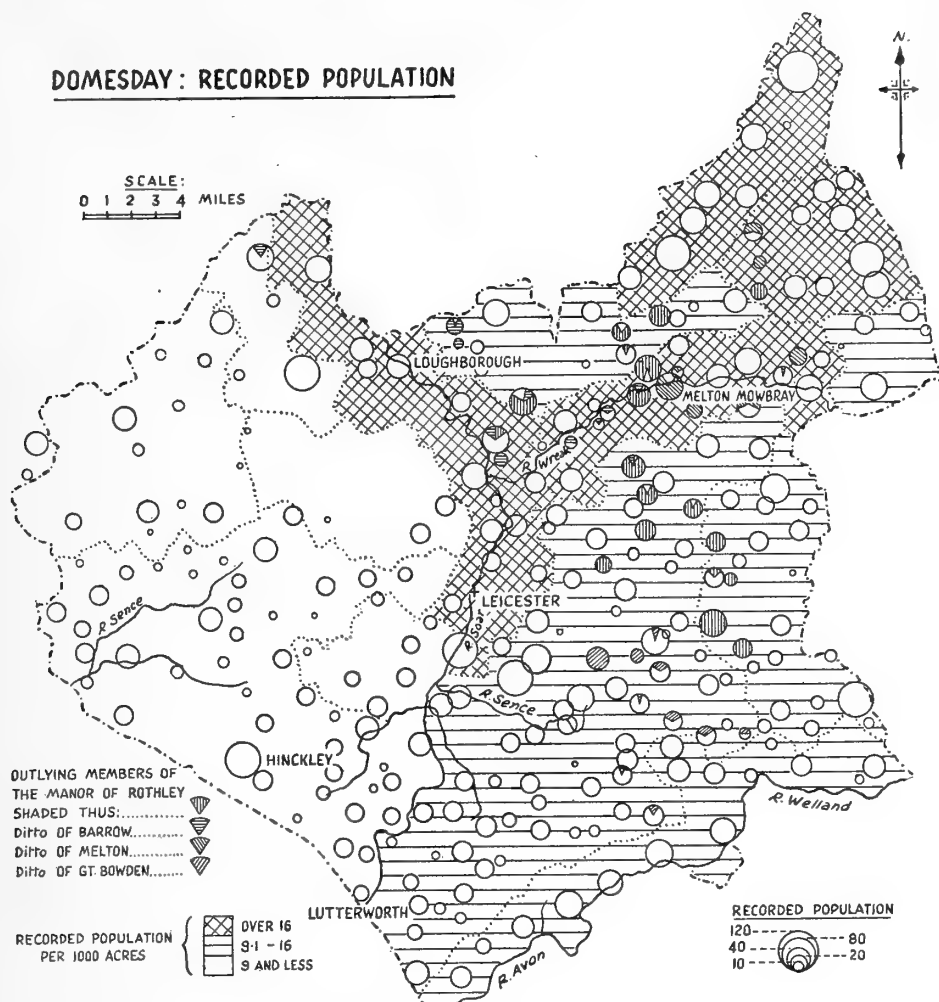 DOMESDAY: RECORDED POPULATION
N.
SCALE:
0 1 2 3 4 MILES
LOUGHBOROUGH
MELTON MOWBRAY
R. Wreak
R. Sence
LEICESTER
R. Soar
R. Sence
HINCKLEY
R. Welland
LUTTERWORTH
R. Avon
OUTLYING MEMBERS OF
THE MANOR OF ROTHLEY
SHADED THUS:
Ditto OF BARROW
Ditto OF MELTON
Ditto OF GT. BOWDEN
RECORDED POPULATION
PER 1000 ACRES
OVER 16
9·1 - 16
9 AND LESS
RECORDED POPULATION
120 80
40 20
10